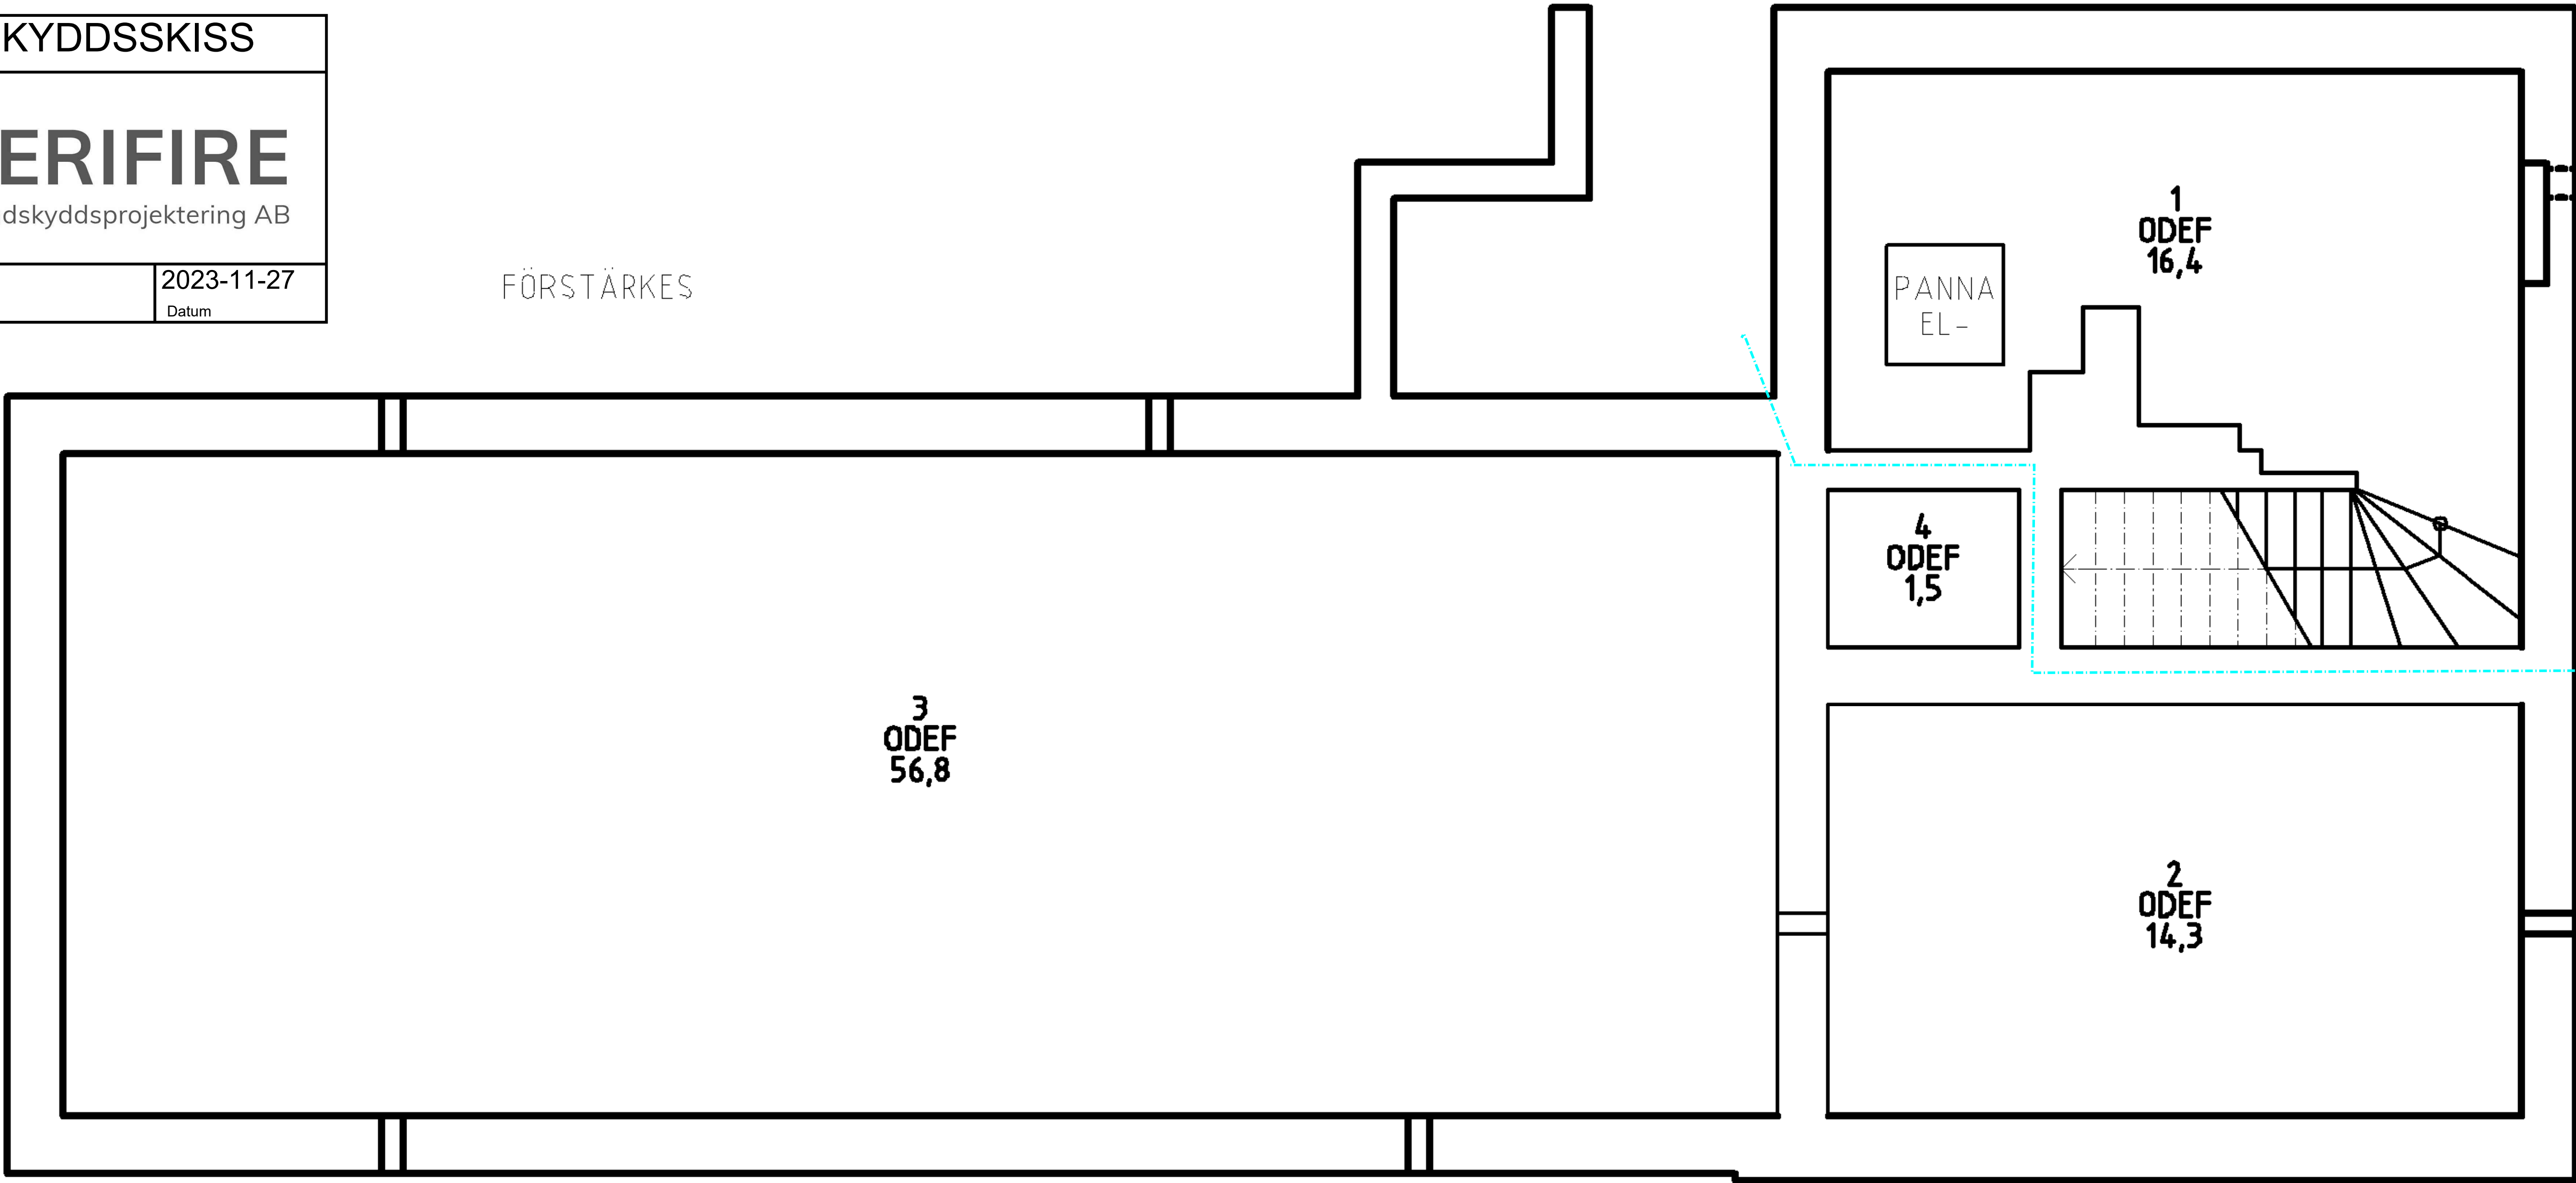 KYDDSSKISS
ERIFIRE
dskyddsprojektering AB
2023-11-27
Datum
FÖRSTÄRKES
1
ODEF
16,4
PANNA
EL-
4
ODEF
1,5
3
ODEF
56,8
2
ODEF
14,3